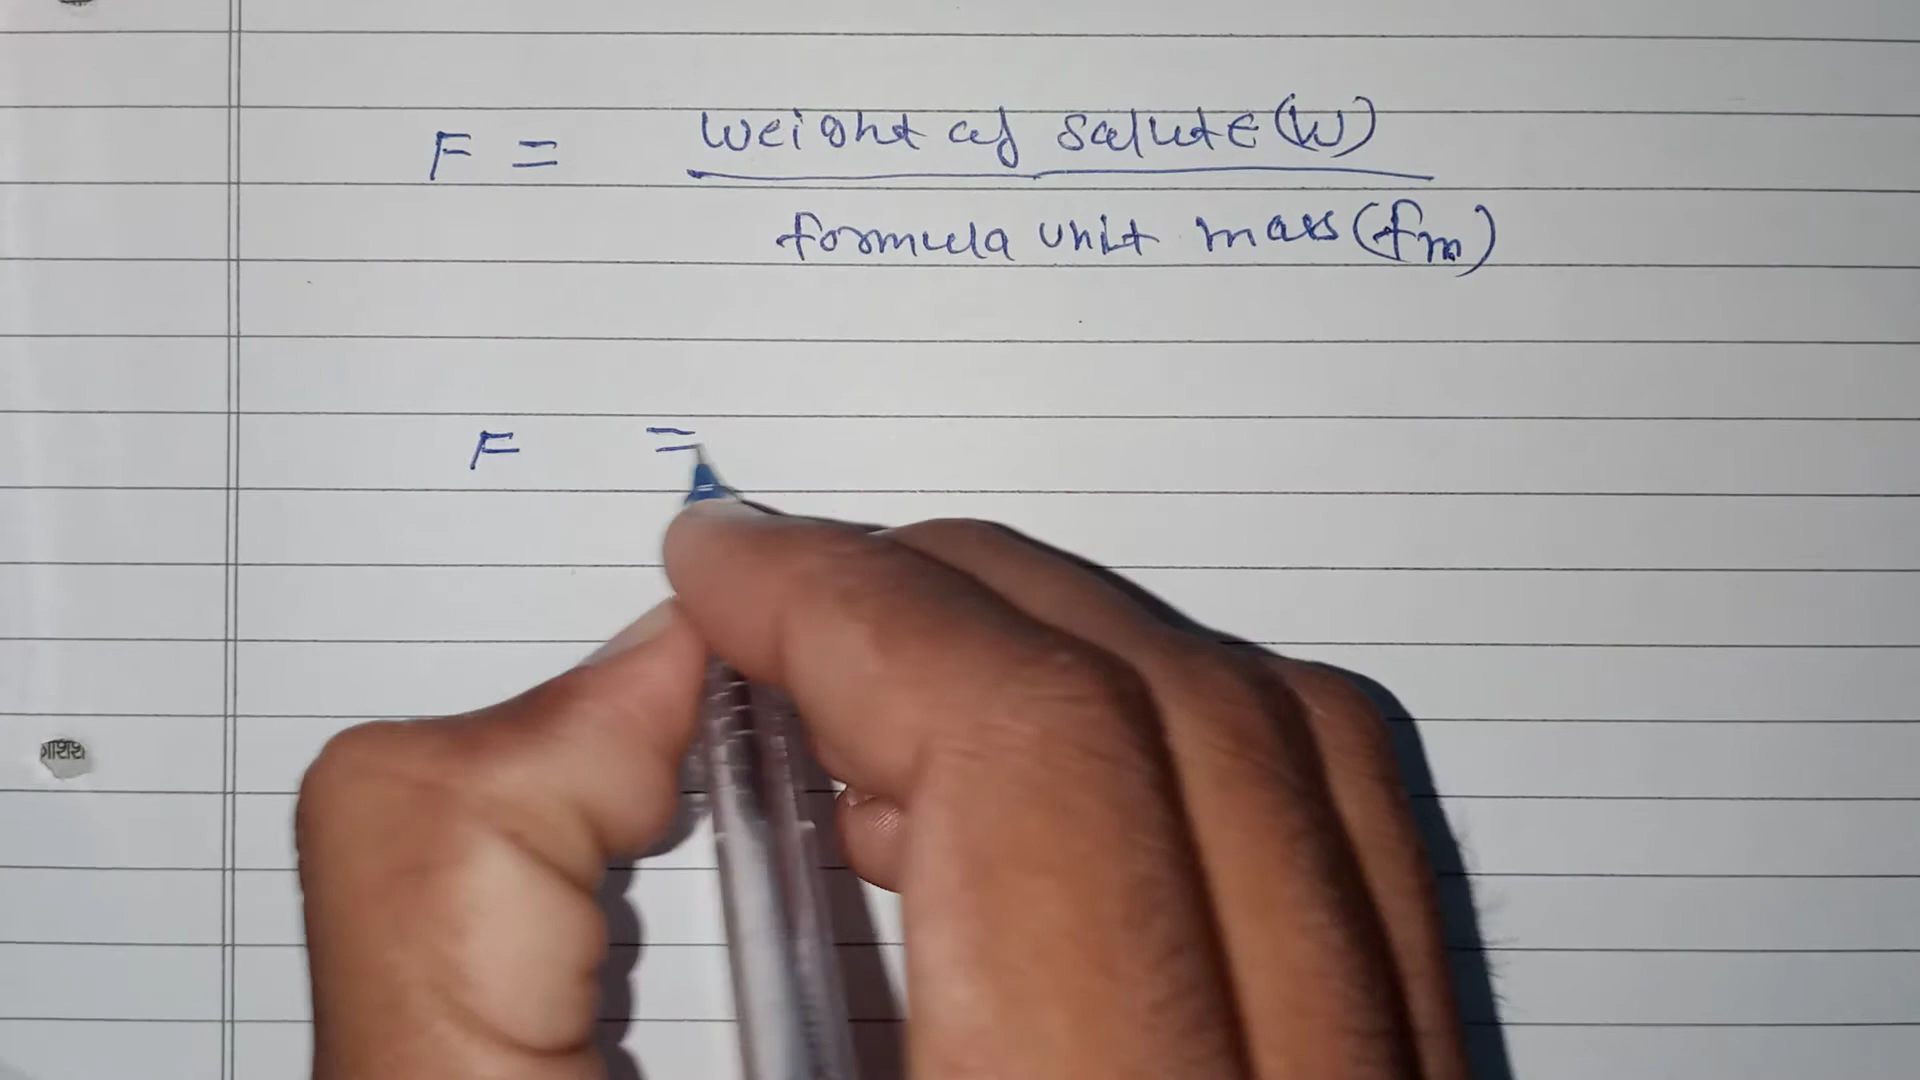 F = weight of solute (W)
formula unit mass (fm)
F =